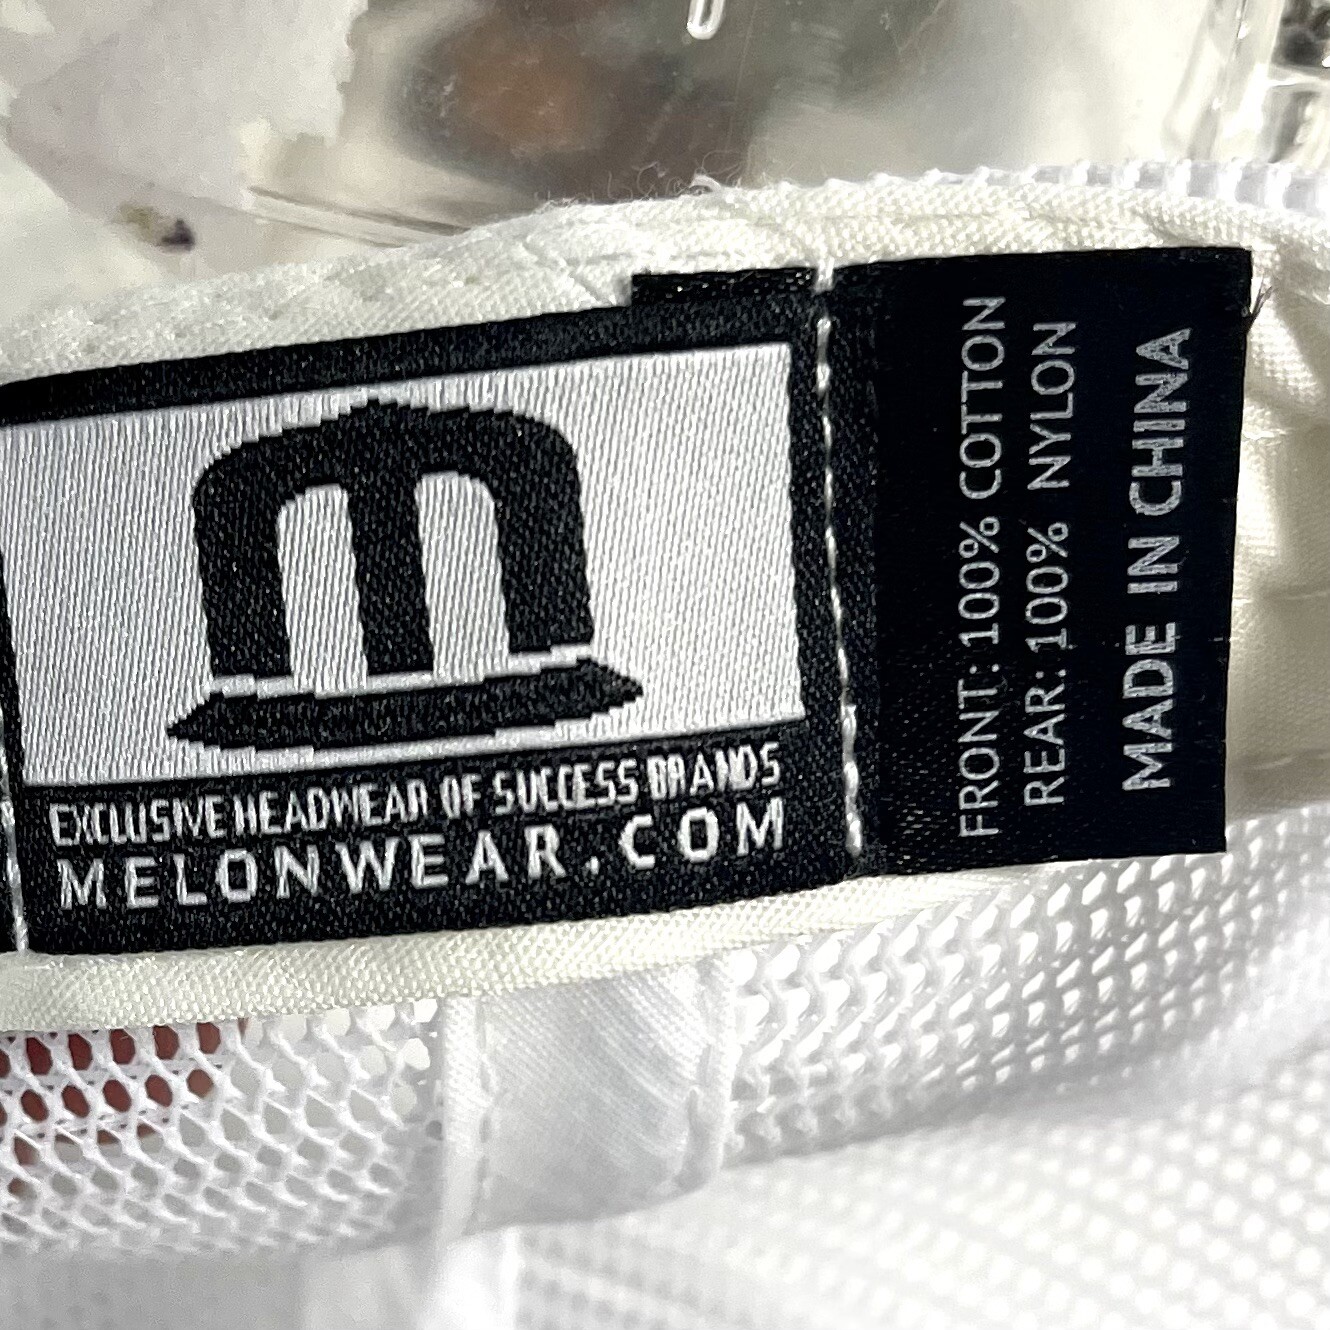 m
EXCLUSIVE HEADWEAR OF SUCCESS BRANDS
MELONWEAR.COM
FRONT: 100% COTTON
REAR: 100% NYLON
MADE IN CHINA